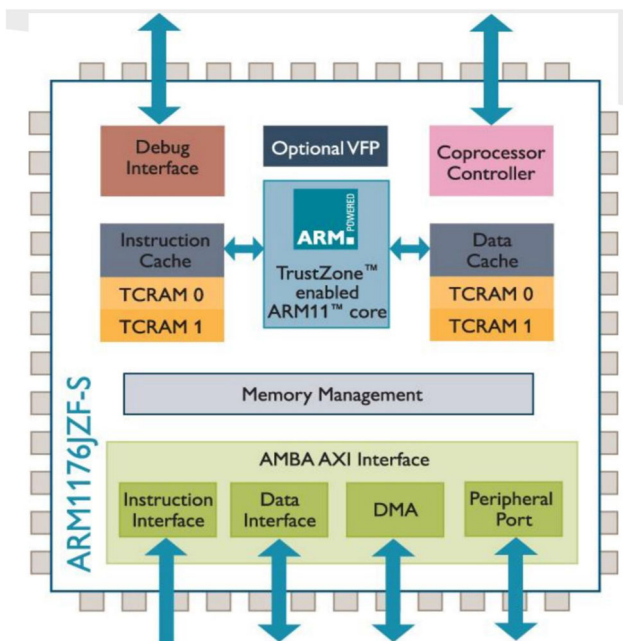 Debug
Interface
Optional VFP
Coprocessor
Controller
Instruction
Cache
TCRAM 0
TCRAM 1
ARM
POWERED
TrustZone™
enabled
ARM11™ core
Data
Cache
TCRAM 0
TCRAM 1
Memory Management
ARM1176JZF-S
AMBA AXI Interface
Instruction
Interface
Data
Interface
DMA
Peripheral
Port